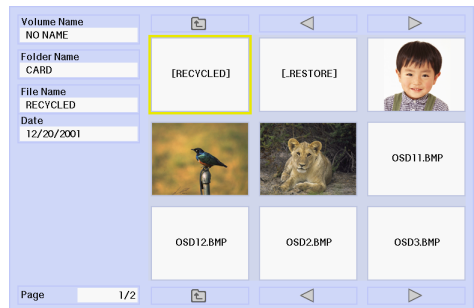 Volume Name
NO NAME
Folder Name
CARD
File Name
RECYCLED
Date
12/20/2001
[RECYCLED]
[_RESTORE]
OSD11.BMP
OSD12.BMP
OSD2.BMP
OSD3.BMP
Page 1/2